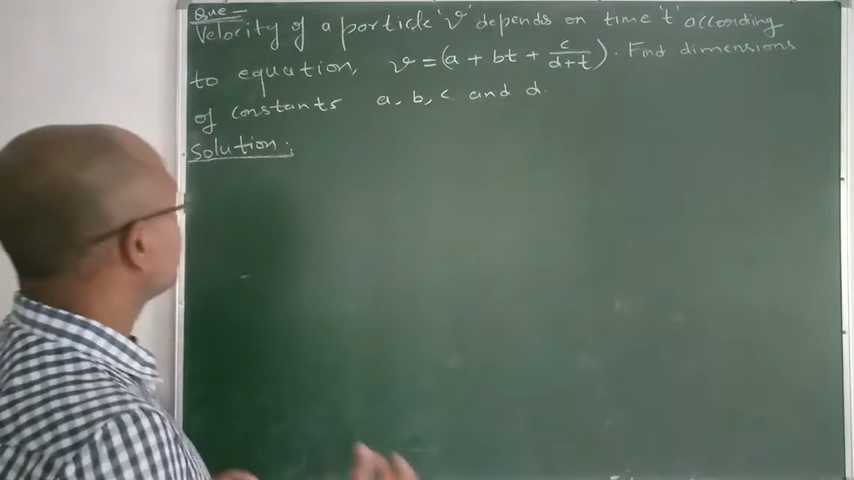 Que -
Velocity of a particle 'v' depends on time 't' according
to equation, v = (a + bt + c/d+t). Find dimensions
of constants a, b, c and d.
Solution: